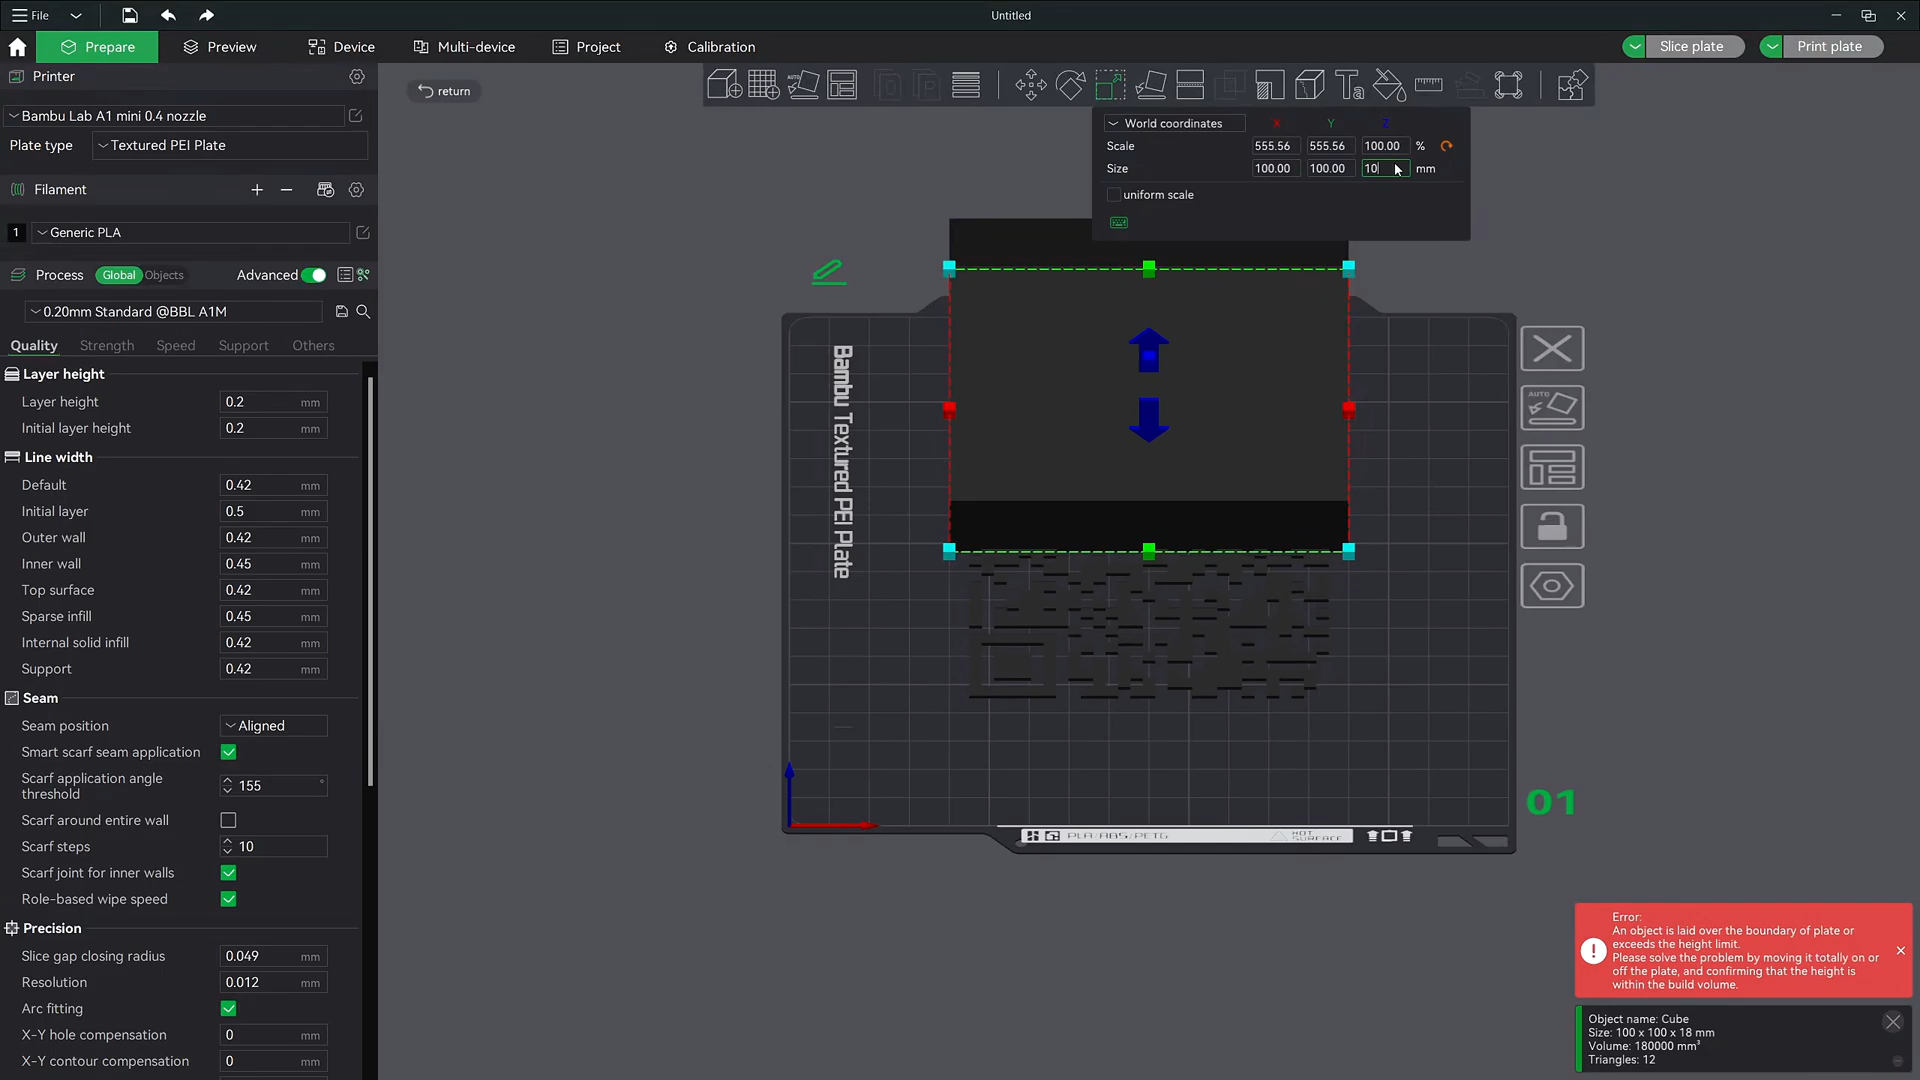 File
Untitled
Prepare
Preview
Device
Multi-device
Project
Calibration
Slice plate
Print plate
Printer
Bambu Lab A1 mini 0.4 nozzle
Plate type
Textured PEI Plate
Filament
1
Generic PLA
Process
Global
Objects
Advanced
0.20mm Standard @BBL A1M
Quality
Strength
Speed
Support
Others
Layer height
Layer height 0.2 mm
Initial layer height 0.2 mm
Line width
Default 0.42 mm
Initial layer 0.5 mm
Outer wall 0.42 mm
Inner wall 0.45 mm
Top surface 0.42 mm
Sparse infill 0.45 mm
Internal solid infill 0.42 mm
Support 0.42 mm
Seam
Seam position Aligned
Smart scarf seam application
Scarf application angle
threshold 155 °
Scarf around entire wall
Scarf steps 10
Scarf joint for inner walls
Role-based wipe speed
Precision
Slice gap closing radius 0.049 mm
Resolution 0.012 mm
Arc fitting
X-Y hole compensation 0 mm
X-Y contour compensation 0 mm
return
AUTO
World coordinates X Y Z
Scale 555.56 555.56 100.00 %
Size 100.00 100.00 10 mm
uniform scale
Bambu Textured PEI Plate
AUTO
01
PLA/ABS/PETG
HOT
SURFACE
Error:
An object is laid over the boundary of plate or
exceeds the height limit.
Please solve the problem by moving it totally on or
off the plate, and confirming that the height is
within the build volume.
Object name: Cube
Size: 100 x 100 x 18 mm
Volume: 180000 mm³
Triangles: 12